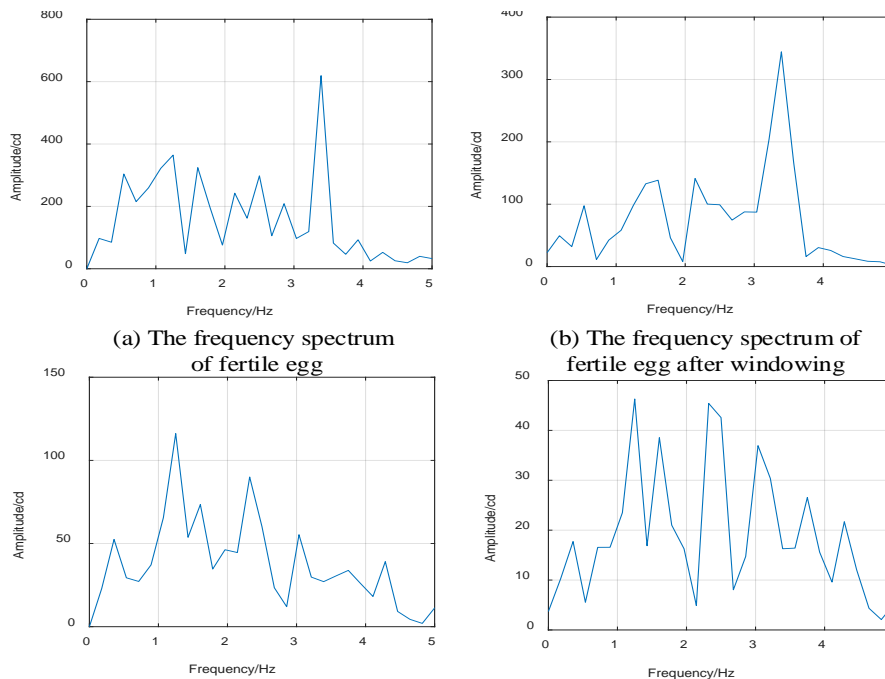 800
600
400
200
0
Amplitude/cd
0 1 2 3 4 5
Frequency/Hz
(a) The frequency spectrum
of fertile egg
400
300
200
100
0
Amplitude/cd
0 1 2 3 4
Frequency/Hz
(b) The frequency spectrum of
fertile egg after windowing
150
100
50
0
Amplitude/cd
0 1 2 3 4 5
Frequency/Hz
50
40
30
20
10
0
Amplitude/cd
0 1 2 3 4
Frequency/Hz